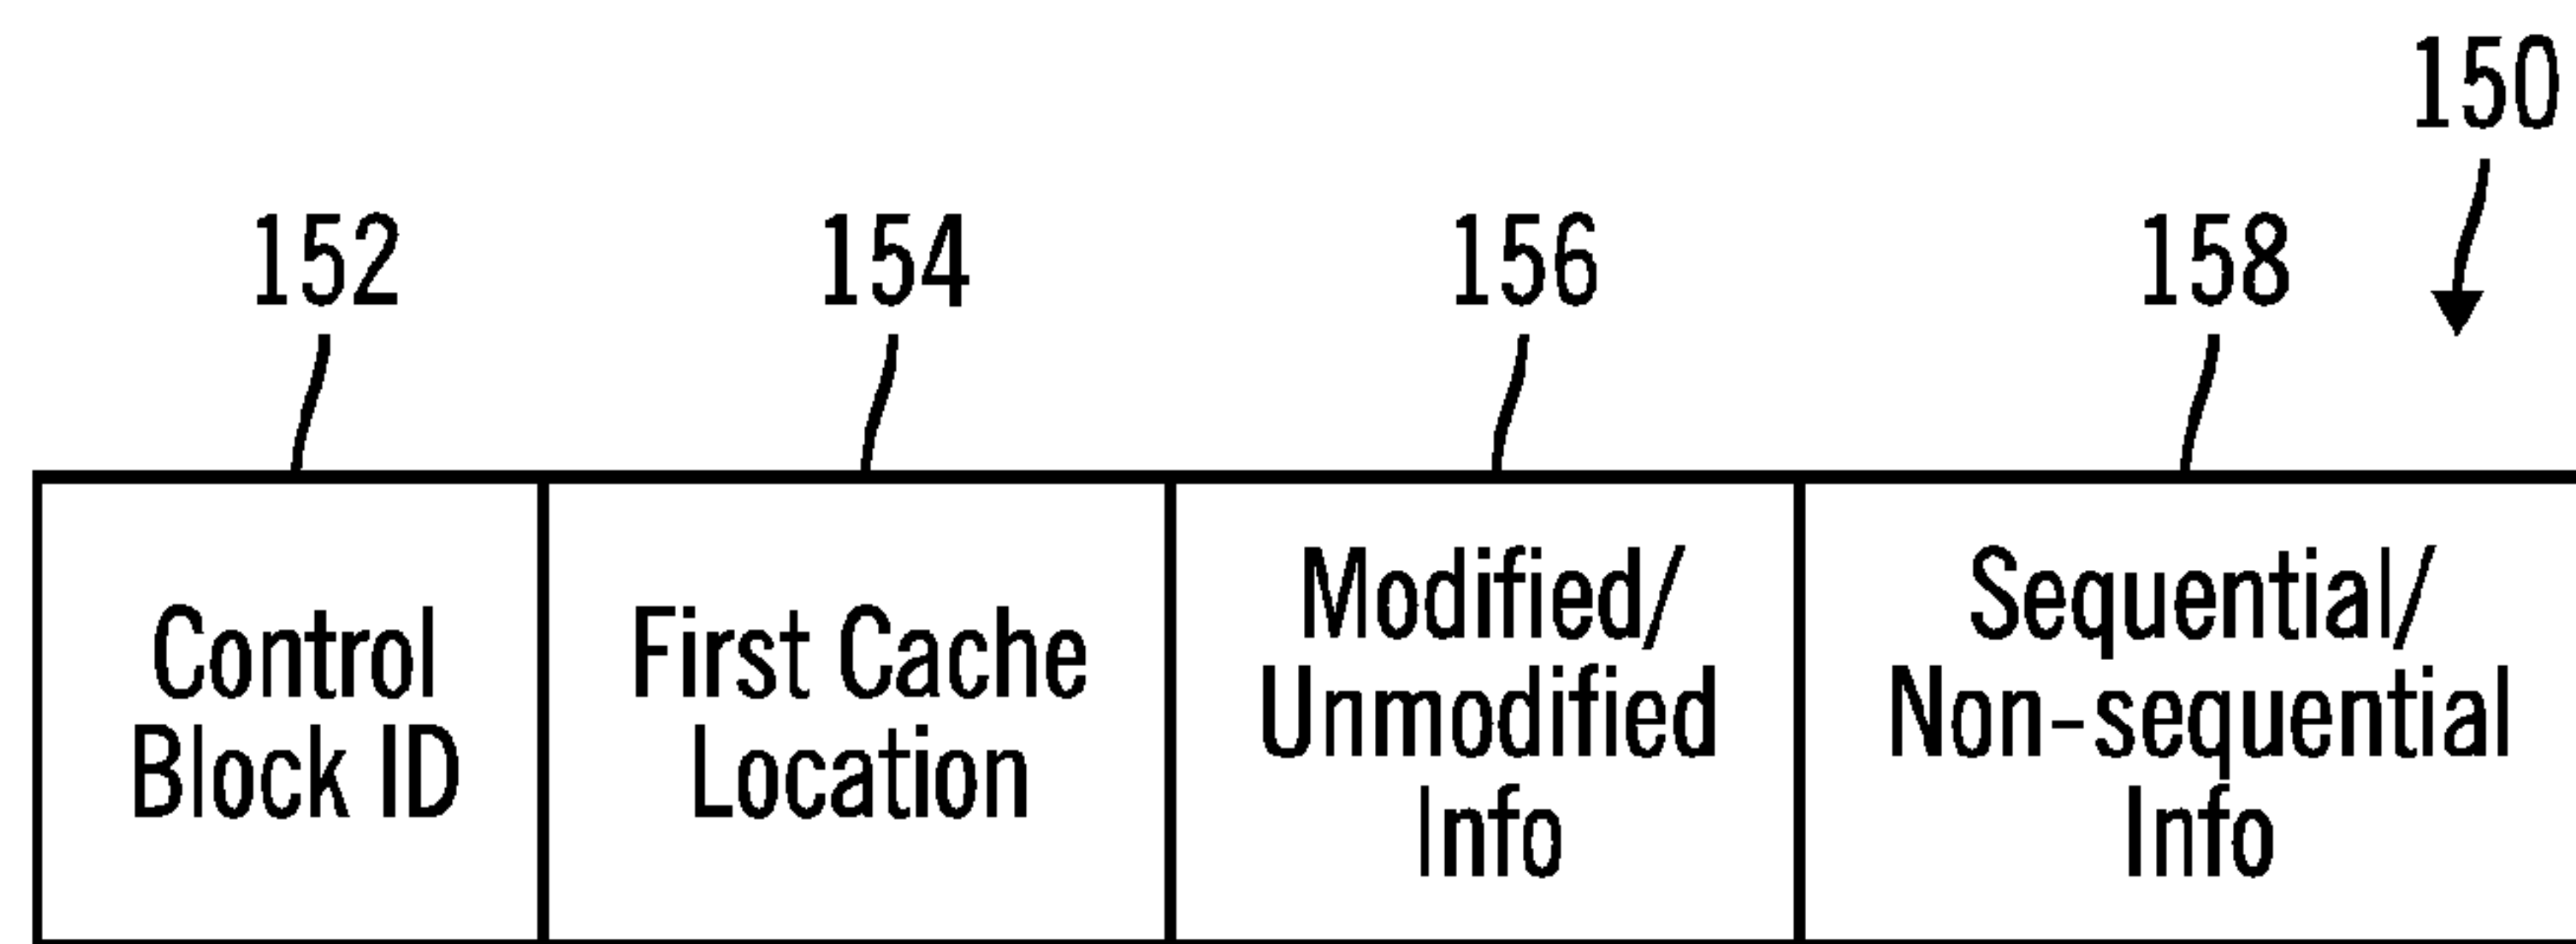 150
152
154
156
158
Control
Block ID
First Cache
Location
Modified/
Unmodified
Info
Sequential/
Non-sequential
Info